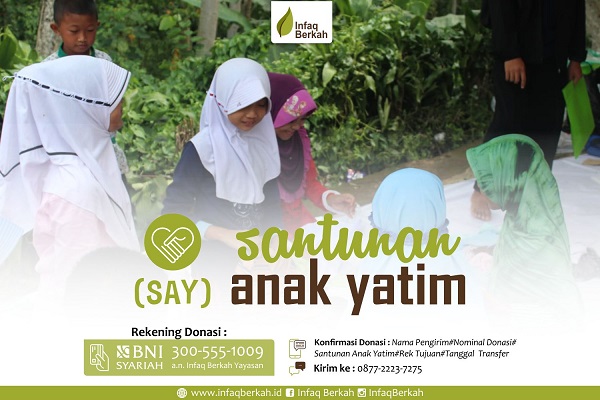 Infaq
Berkah
santunan
(SAY) anak yatim
Rekening Donasi :
BNI
SYARIAH
300-555-1009
a.n. Infaq Berkah Yayasan
Konfirmasi Donasi : Nama Pengirim#Nominal Donasi#
Santunan Anak Yatim#Rek Tujuan#Tanggal Transfer
Kirim ke : 0877-2223-7275
www.infaqberkah.id Infaq Berkah InfaqBerkah